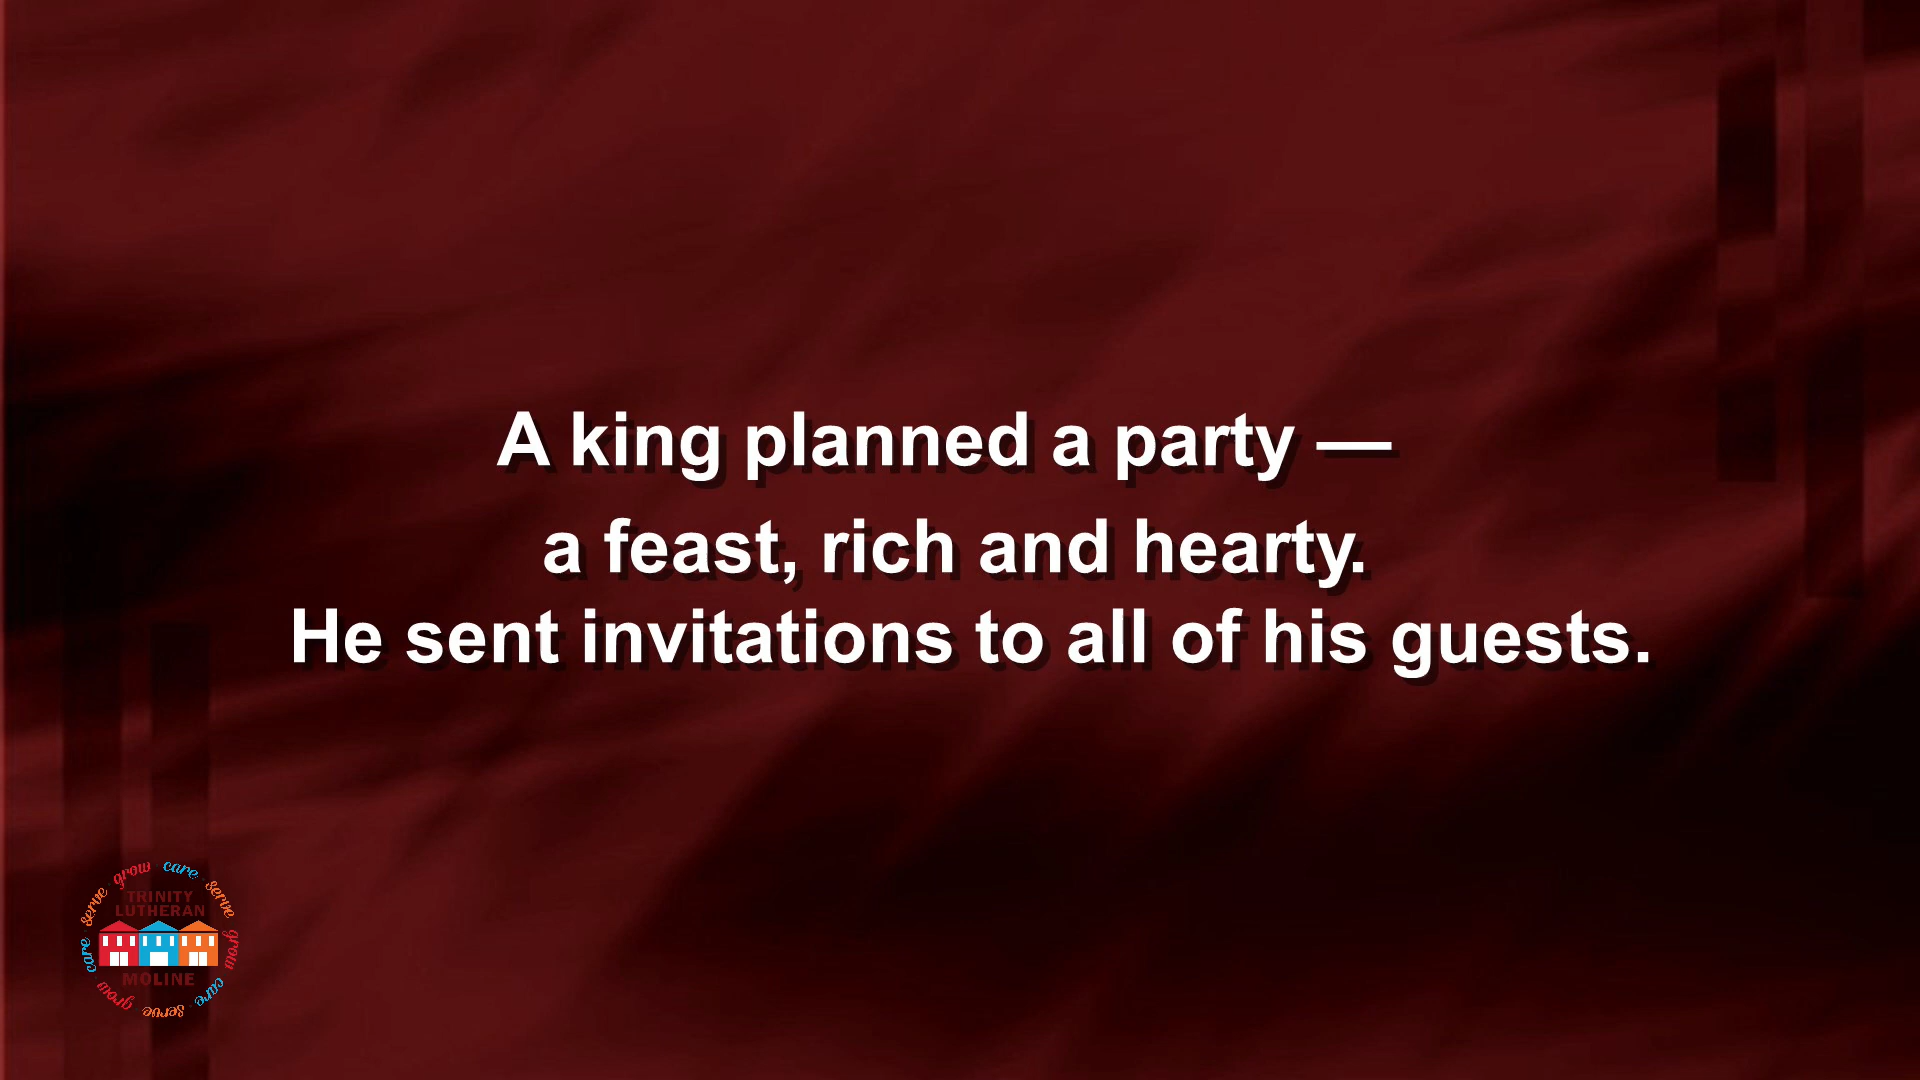 A king planned a party —
a feast, rich and hearty.
He sent invitations to all of his guests.
grow care serve grow care serve grow care serve
TRINITY
LUTHERAN
MOLINE